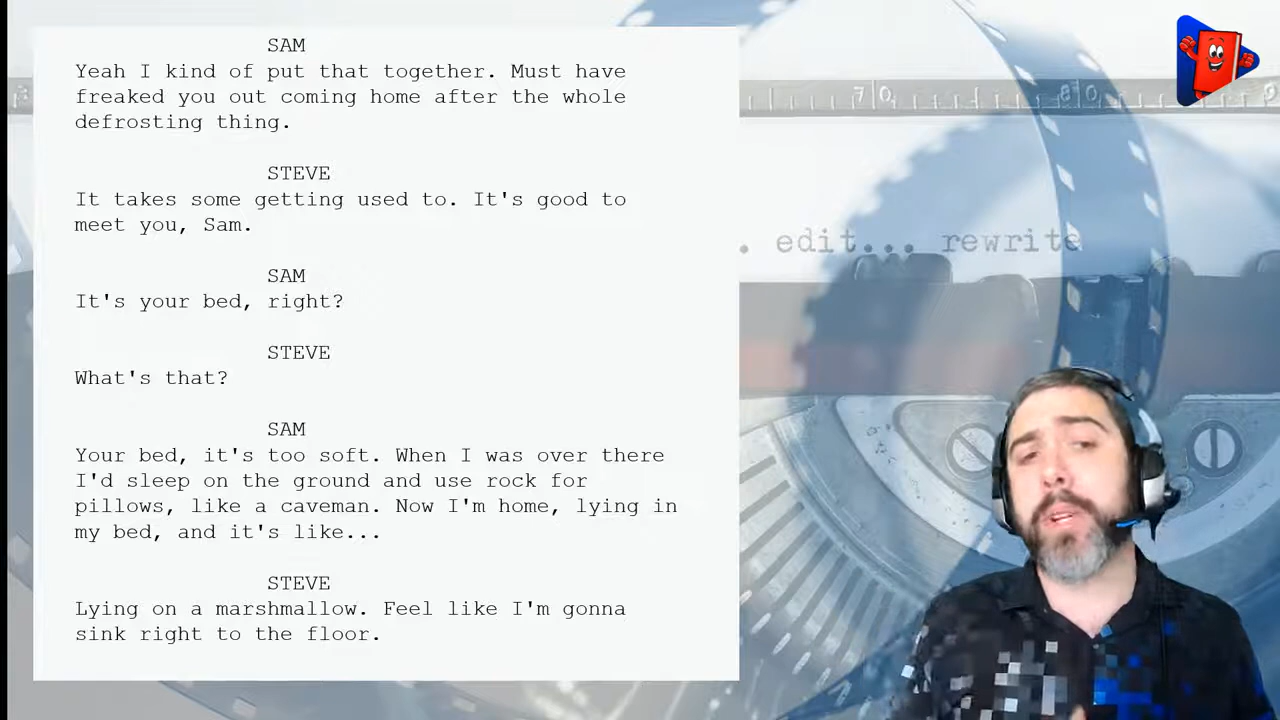 SAM
Yeah I kind of put that together. Must have
freaked you out coming home after the whole
defrosting thing.
STEVE
It takes some getting used to. It's good to
meet you, Sam.
SAM
It's your bed, right?
STEVE
What's that?
SAM
Your bed, it's too soft. When I was over there
I'd sleep on the ground and use rock for
pillows, like a caveman. Now I'm home, lying in
my bed, and it's like...
STEVE
Lying on a marshmallow. Feel like I'm gonna
sink right to the floor.
70 80
. edit... rewrite